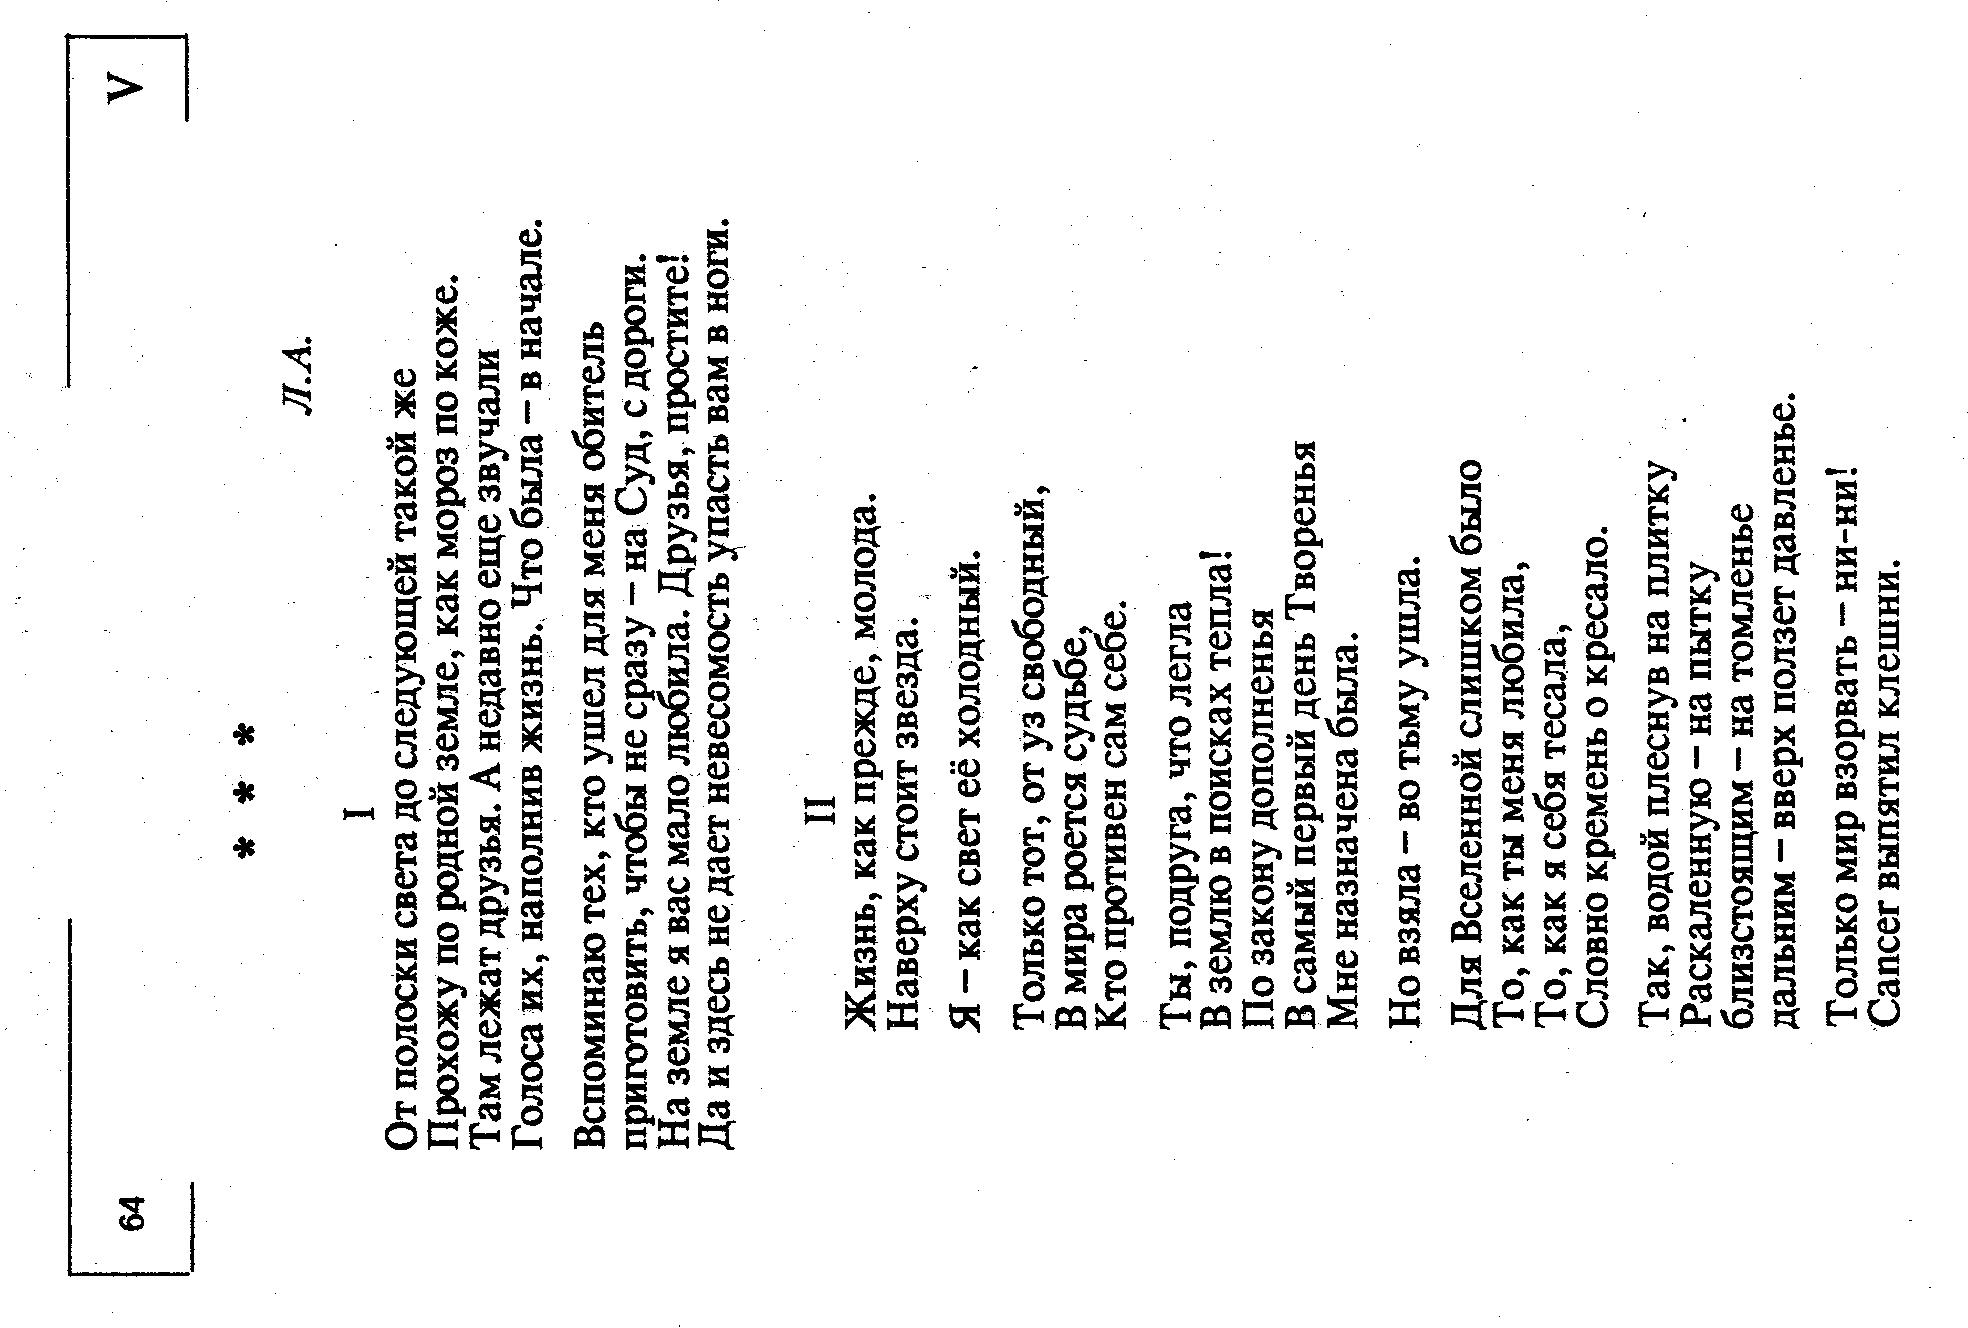 64
V
* * *
Л.А.
I
От полоски света до следующей такой же
Прохожу по родной земле, как мороз по коже.
Там лежат друзья. А недавно еще звучали
Голоса их, наполнив жизнь. Что была – в начале.
Вспоминаю тех, кто ушел для меня обитель
приготовить, чтобы не сразу – на Суд, с дороги.
На земле я вас мало любила. Друзья, простите!
Да и здесь не дает невесомость упасть вам в ноги.
II
Жизнь, как прежде, молода.
Наверху стоит звезда.
Я – как свет её холодный.
Только тот, от уз свободный,
В мира роется судьбе,
Кто противен сам себе.
Ты, подруга, что легла
В землю в поисках тепла!
По закону дополненья
В самый первый день Творенья
Мне назначена была.
Но взяла – во тьму ушла.
Для Вселенной слишком было
То, как ты меня любила,
То, как я себя тесала,
Словно кремень о кресало.
Так, водой плеснув на плитку
Раскаленную – на пытку
близстоящим – на томленье
дальним – вверх ползет давленье.
Только мир взорвать – ни-ни!
Cancer выпятил клешни.